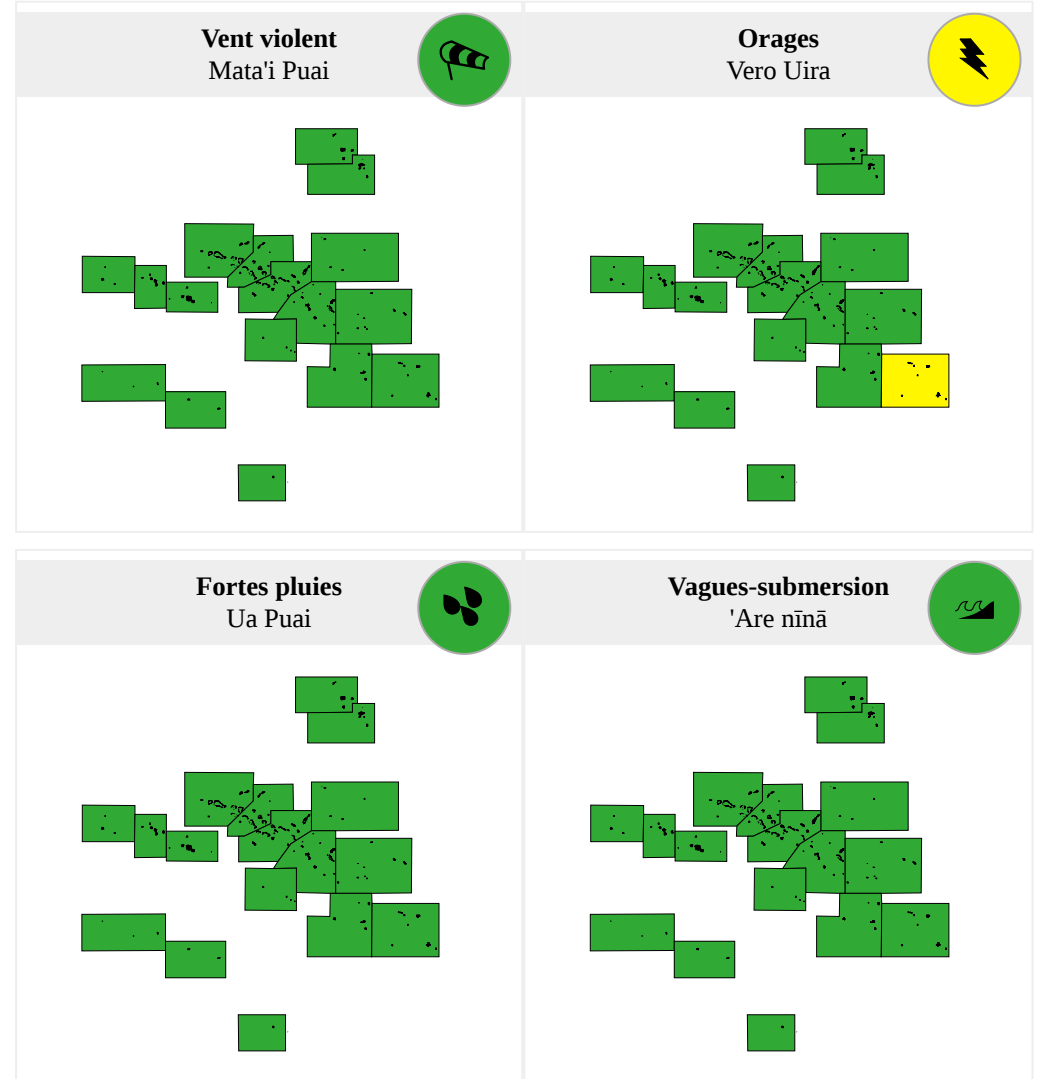 Vent violent
Mata'i Puai
Orages
Vero Uira
Fortes pluies
Ua Puai
Vagues-submersion
'Are nīnā